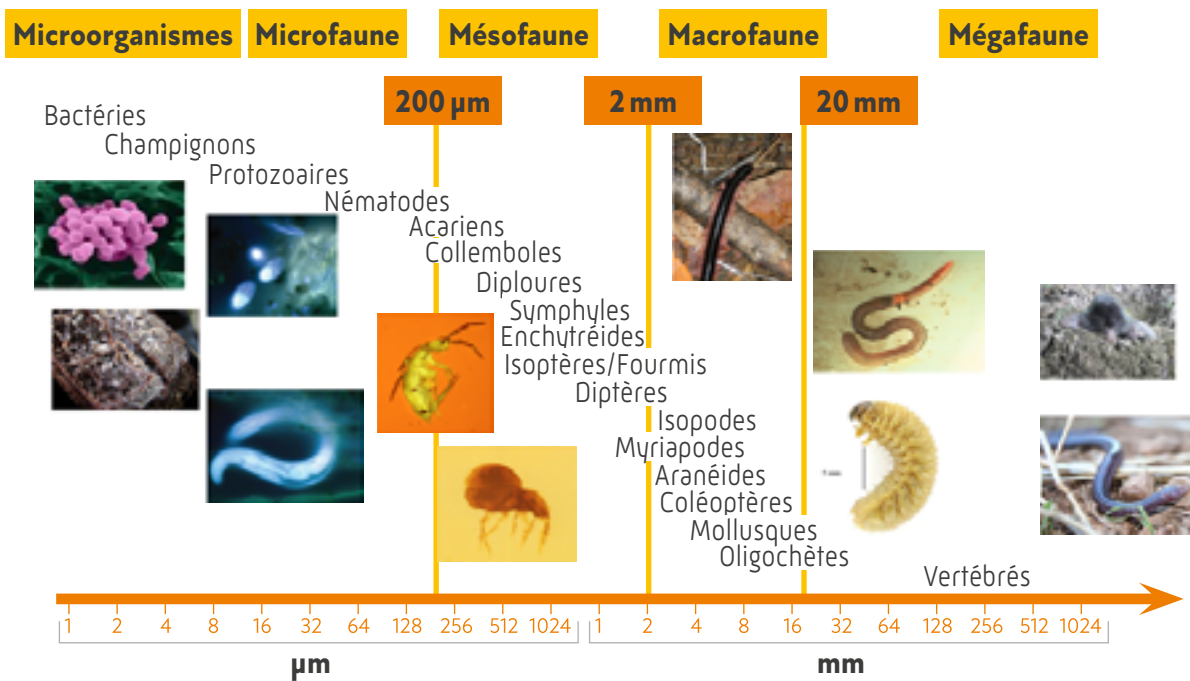 Microorganismes
Microfaune
Mésofaune
Macrofaune
Mégafaune
200 µm
2 mm
20 mm
Bactéries
Champignons
Protozoaires
Nématodes
Acariens
Collemboles
Diploures
Symphyles
Enchytréides
Isoptères/Fourmis
Diptères
Isopodes
Myriapodes
Aranéides
Coléoptères
Mollusques
Oligochètes
Vertébrés
1 2 4 8 16 32 64 128 256 512 1024 1 2 4 8 16 32 64 128 256 512 1024
µm
mm